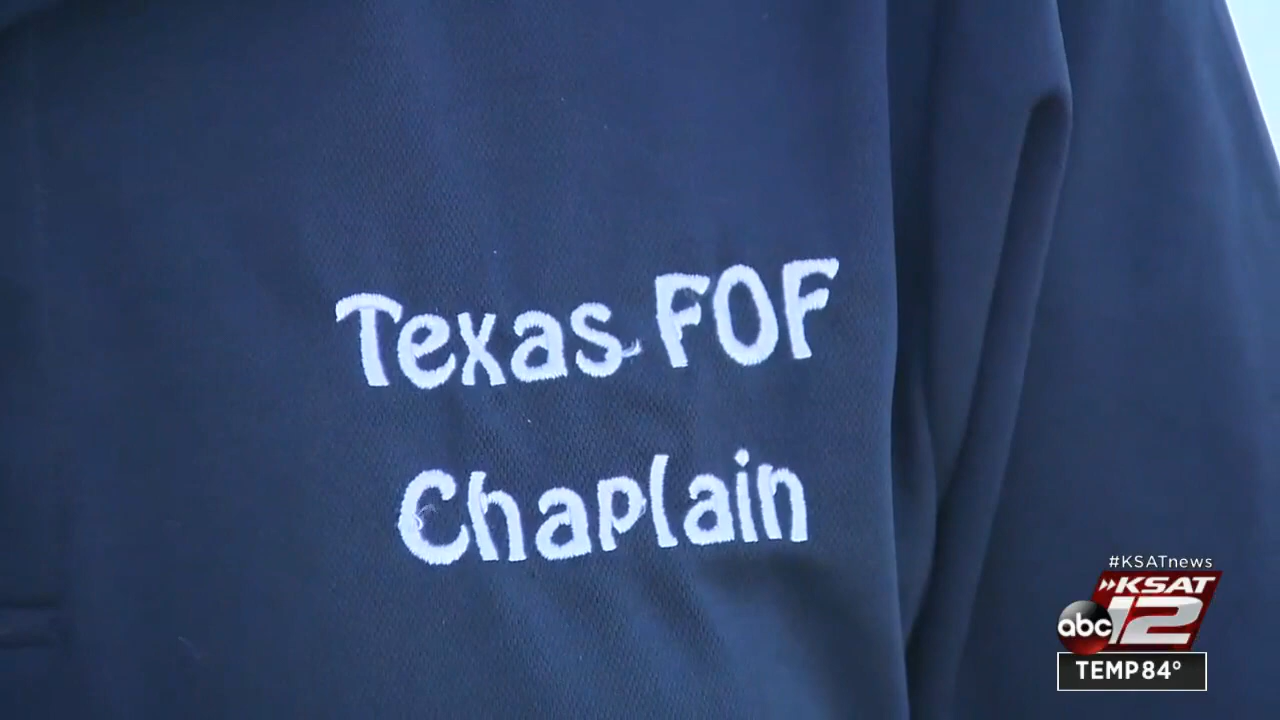 Texas FOF
Chaplain
#KSATnews
KSAT
abc 12
TEMP 84°